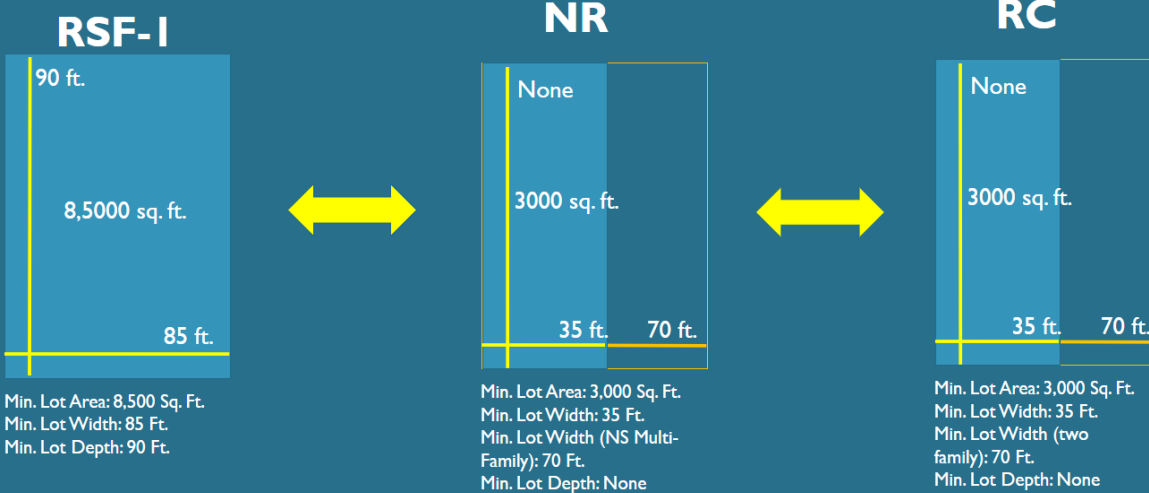 RSF-1
90 ft.
8,5000 sq. ft.
85 ft.
Min. Lot Area: 8,500 Sq. Ft.
Min. Lot Width: 85 Ft.
Min. Lot Depth: 90 Ft.
NR
None
3000 sq. ft.
35 ft.
70 ft.
Min. Lot Area: 3,000 Sq. Ft.
Min. Lot Width: 35 Ft.
Min. Lot Width (NS Multi-
Family): 70 Ft.
Min. Lot Depth: None
RC
None
3000 sq. ft.
35 ft.
70 ft.
Min. Lot Area: 3,000 Sq. Ft.
Min. Lot Width: 35 Ft.
Min. Lot Width (two
family): 70 Ft.
Min. Lot Depth: None